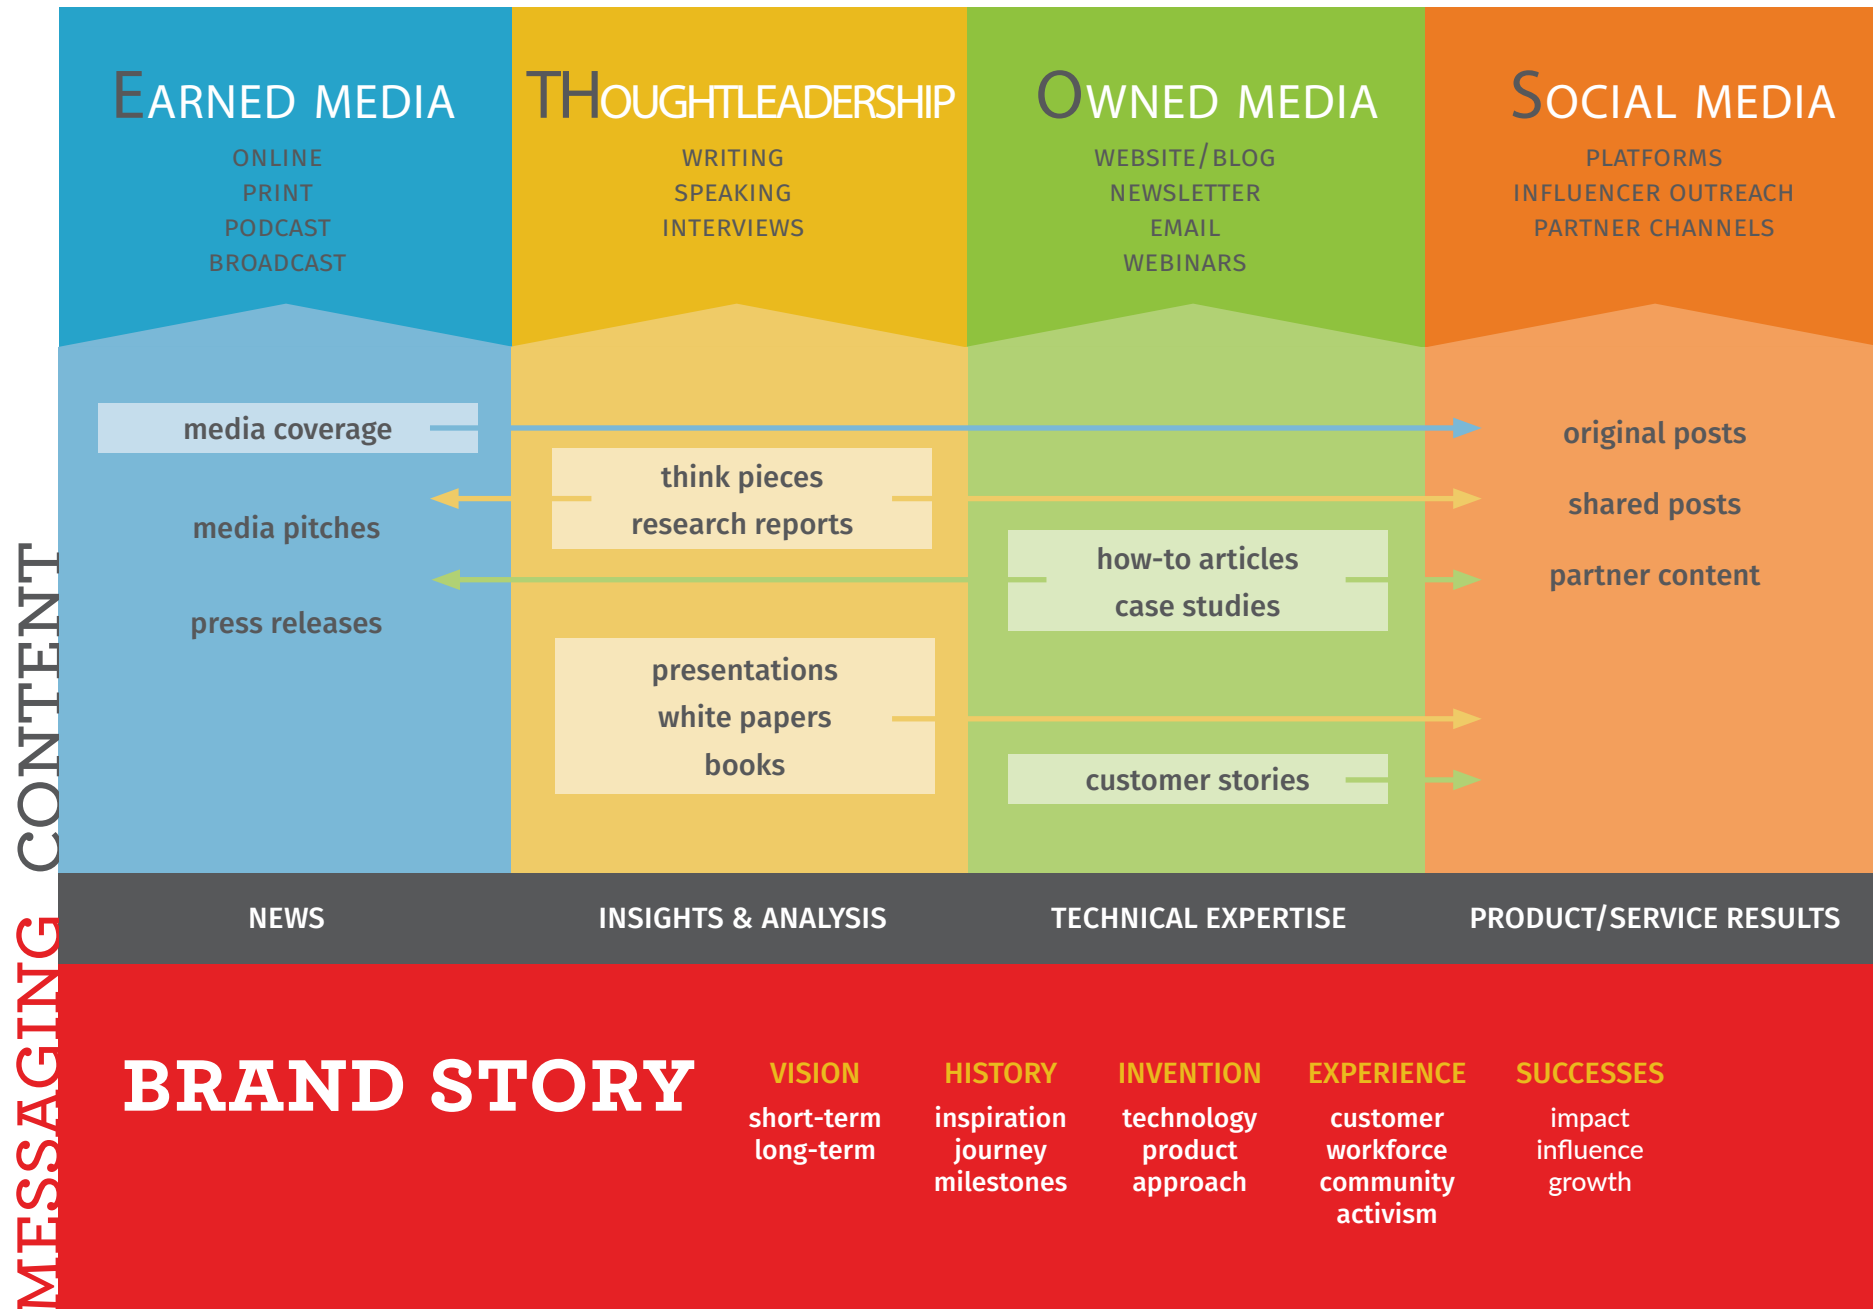 EARNED MEDIA
ONLINE
PRINT
PODCAST
BROADCAST
THOUGHTLEADERSHIP
WRITING
SPEAKING
INTERVIEWS
OWNED MEDIA
WEBSITE/BLOG
NEWSLETTER
EMAIL
WEBINARS
SOCIAL MEDIA
PLATFORMS
INFLUENCER OUTREACH
PARTNER CHANNELS
CONTENT
media coverage
media pitches
press releases
think pieces
research reports
presentations
white papers
books
how-to articles
case studies
customer stories
original posts
shared posts
partner content
MESSAGING
NEWS
INSIGHTS & ANALYSIS
TECHNICAL EXPERTISE
PRODUCT/SERVICE RESULTS
BRAND STORY
VISION
short-term
long-term
HISTORY
inspiration
journey
milestones
INVENTION
technology
product
approach
EXPERIENCE
customer
workforce
community
activism
SUCCESSES
impact
influence
growth